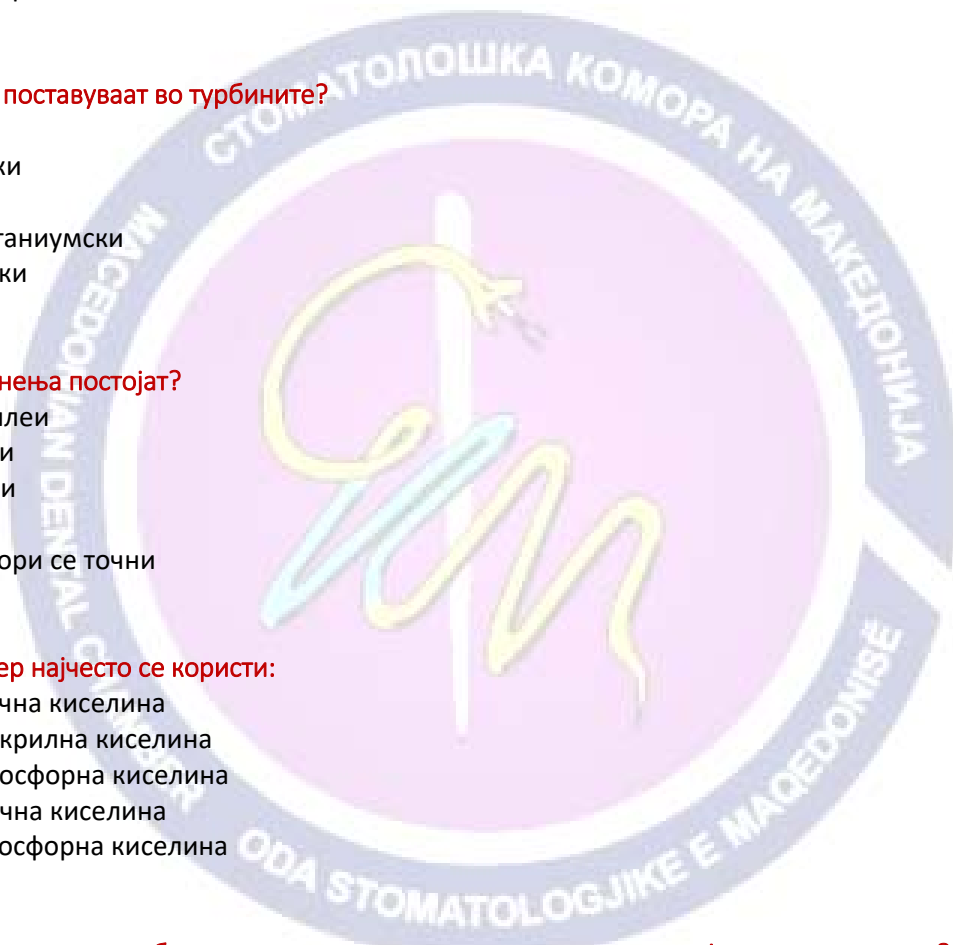 поставуваат во турбините?
ки
таниумски
ки
нења постојат?
леи
и
и
ори се точни
ер најчесто се користи:
чна киселина
крилна киселина
осфорна киселина
чна киселина
осфорна киселина
СТОМАТОЛОШКА КОМОРА НА МАКЕДОНИЈА
MACEDONIAN DENTAL CHAMBER
ODA STOMATOLOGJIKE E MAQEDONISË